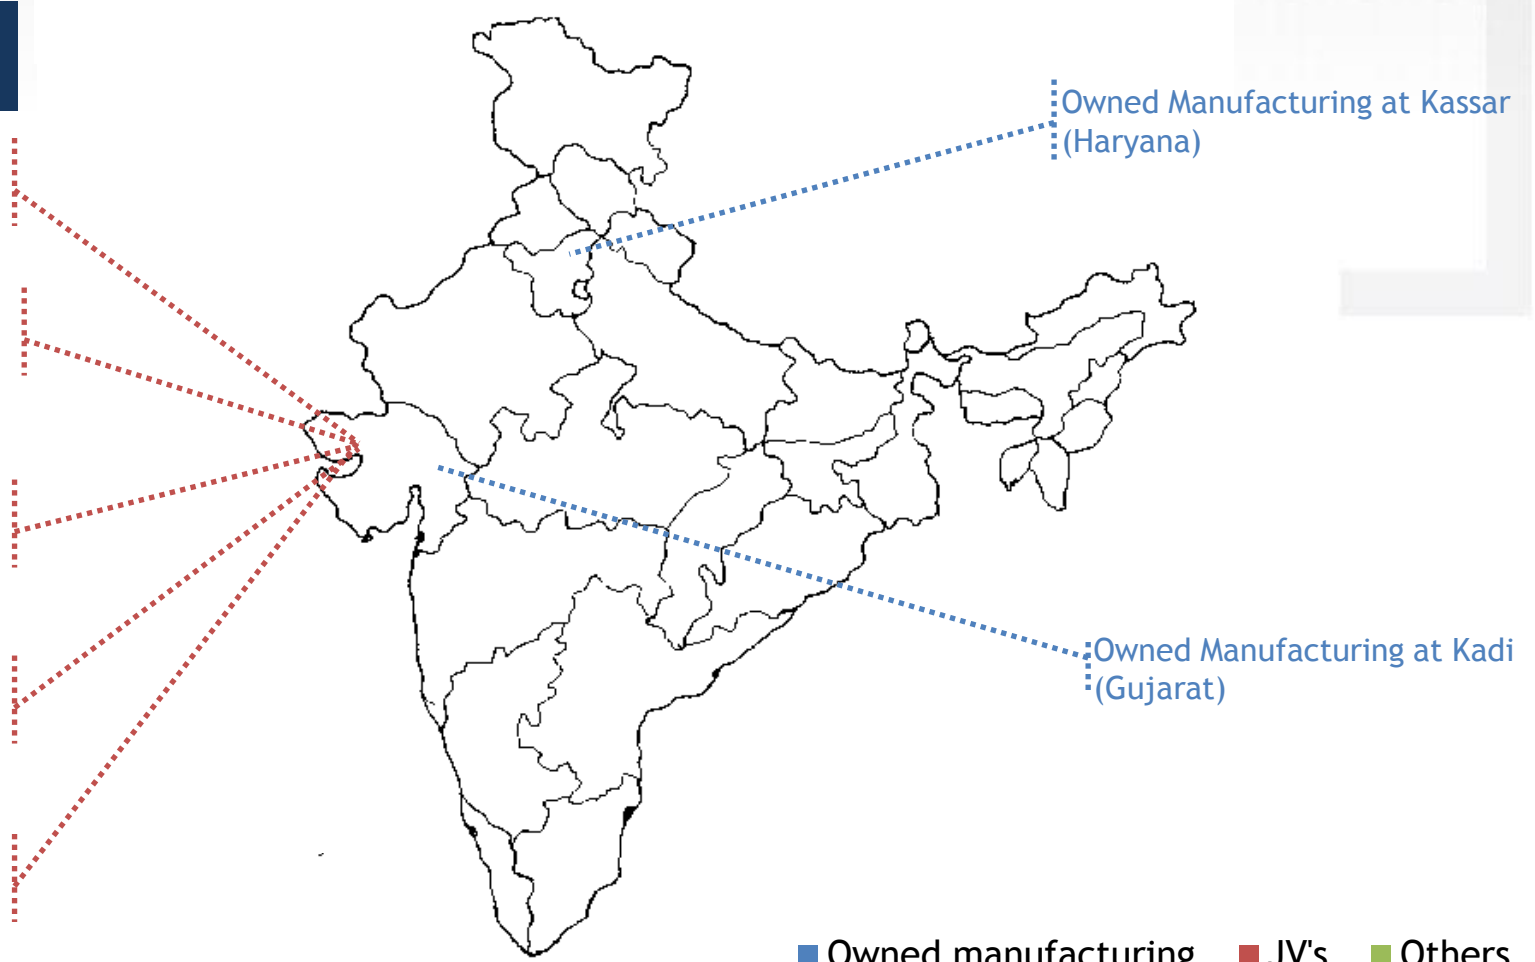 Owned Manufacturing at Kassar
(Haryana)
Owned Manufacturing at Kadi
(Gujarat)
Owned manufacturing JV's Others